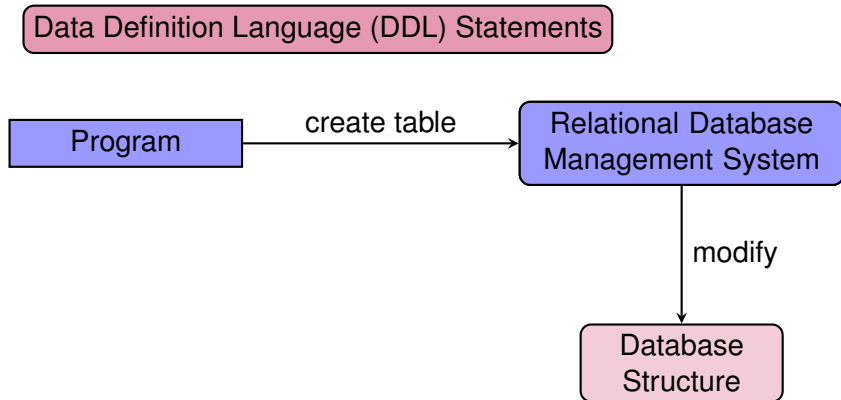 Data Definition Language (DDL) Statements
Program
create table
Relational Database
Management System
modify
Database
Structure